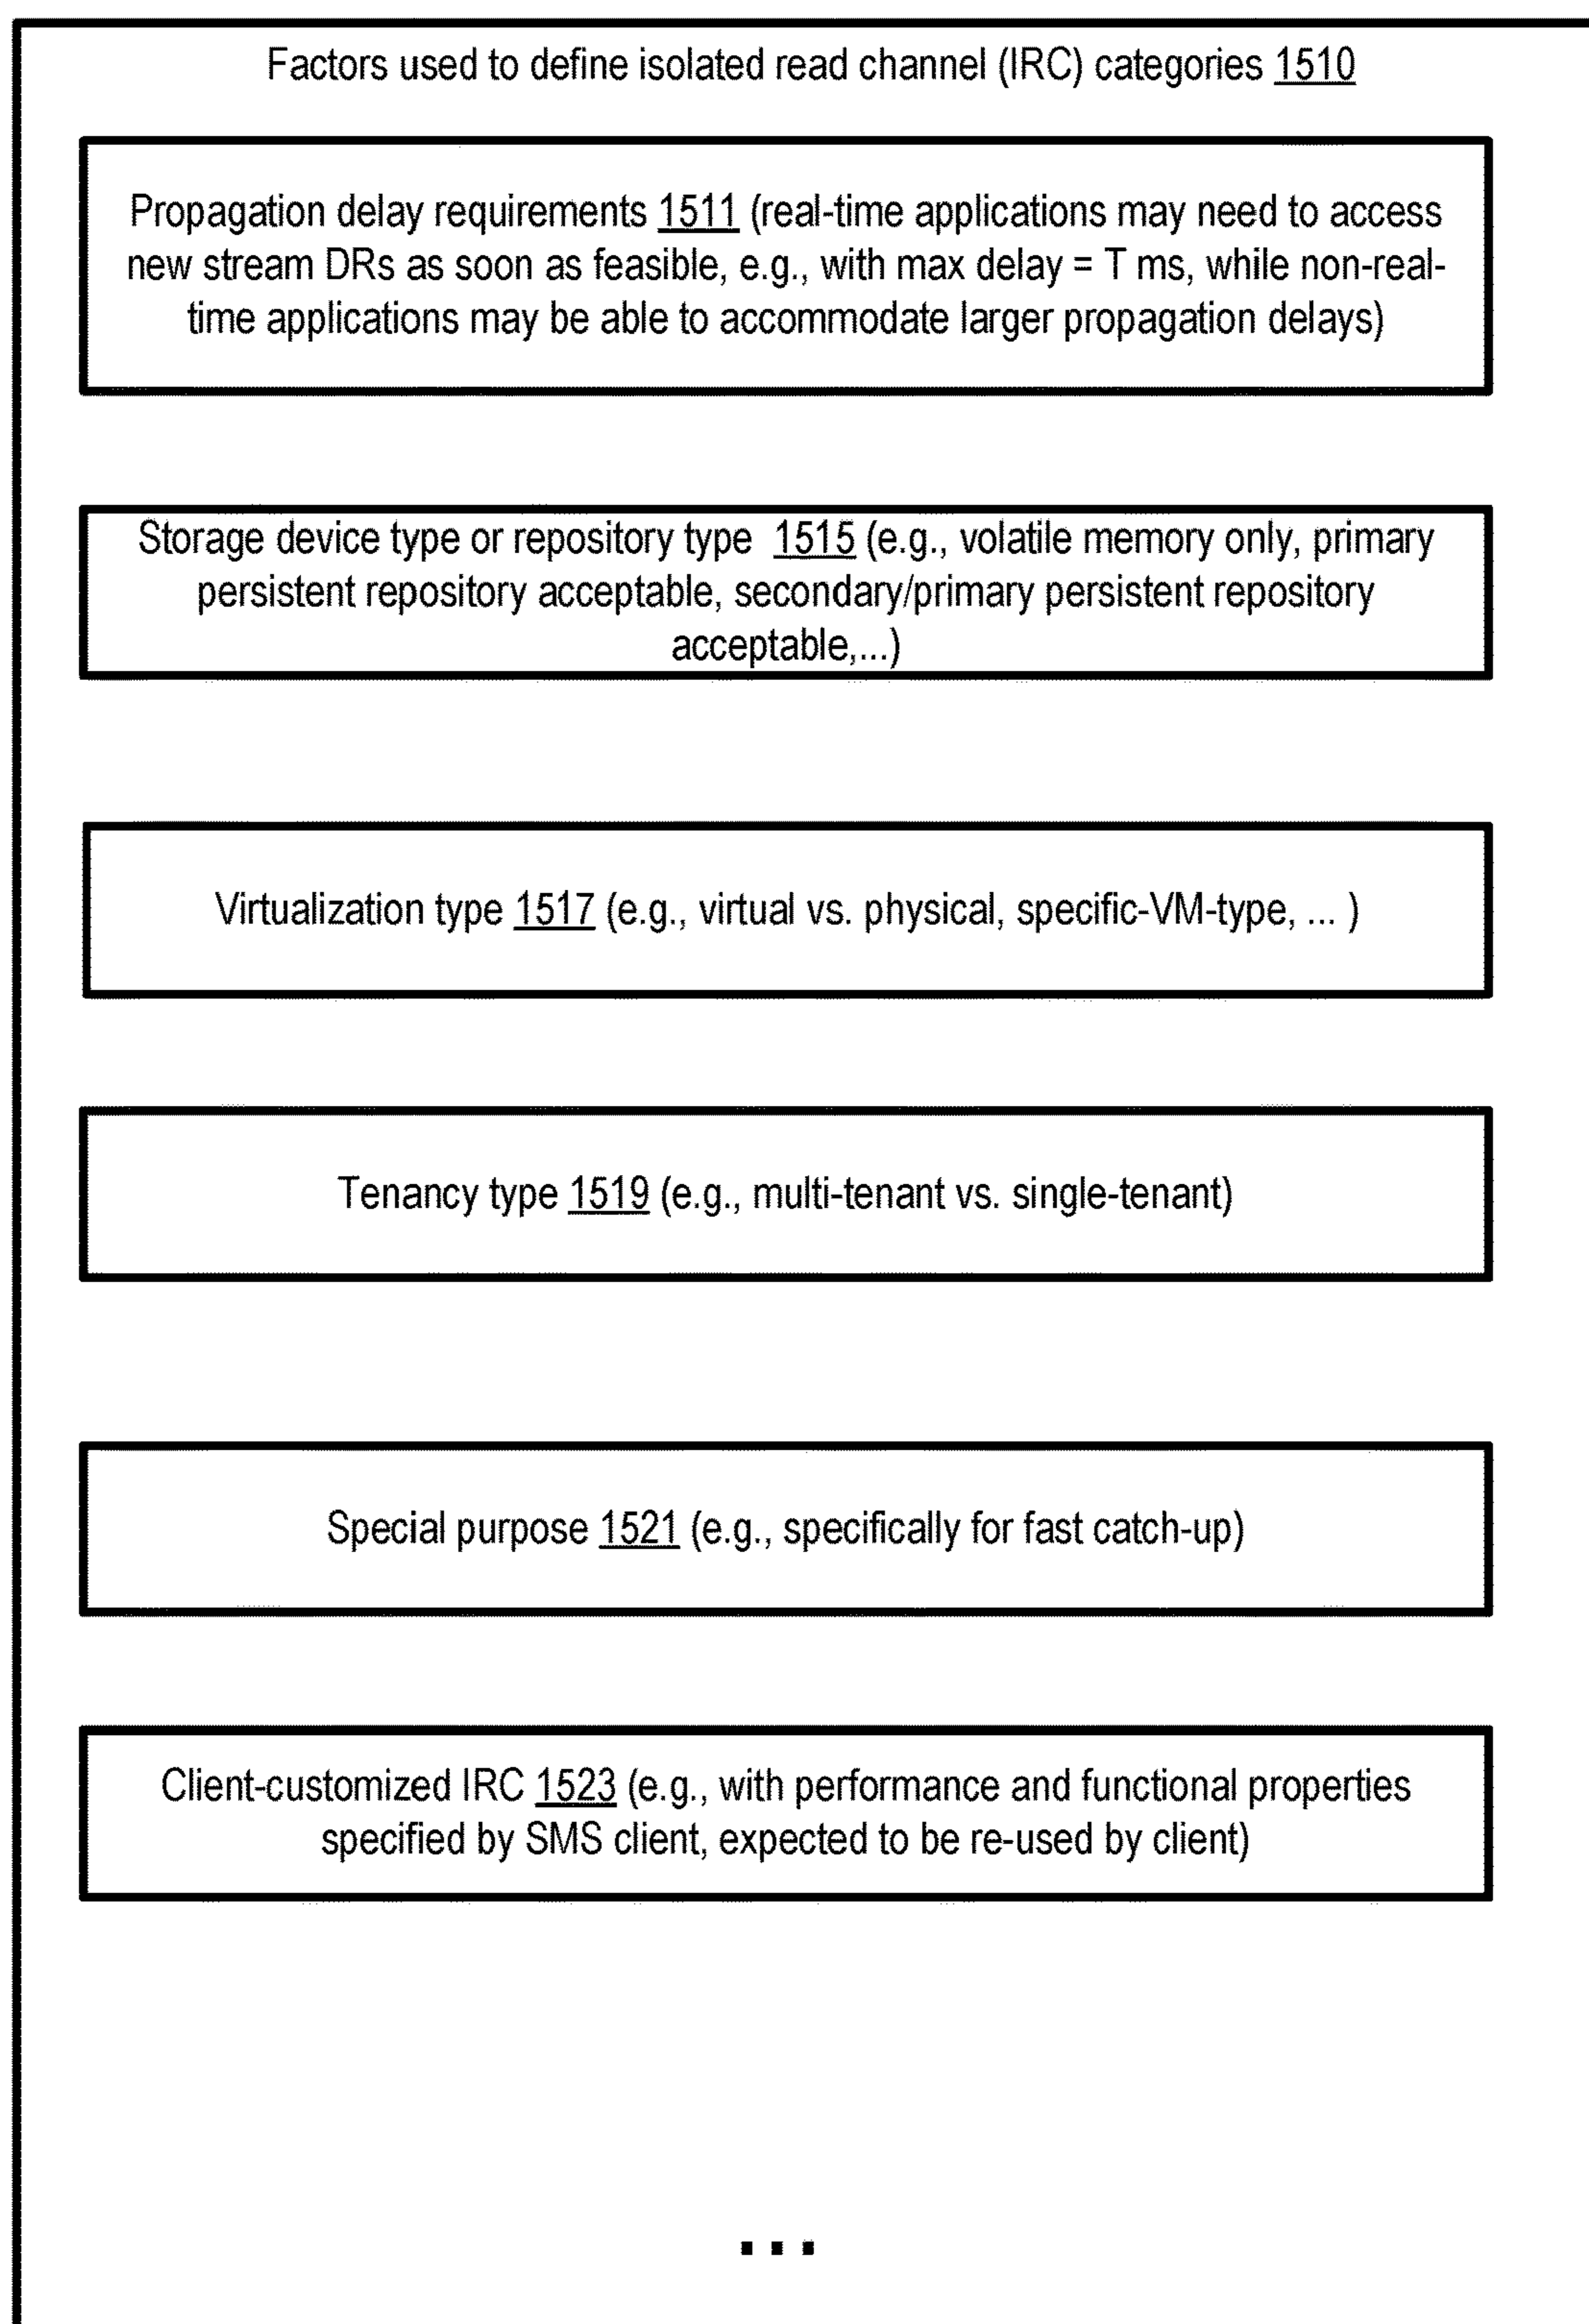 Factors used to define isolated read channel (IRC) categories 1510
Propagation delay requirements 1511 (real-time applications may need to access
new stream DRs as soon as feasible, e.g., with max delay = T ms, while non-real-
time applications may be able to accommodate larger propagation delays)
Storage device type or repository type 1515 (e.g., volatile memory only, primary
persistent repository acceptable, secondary/primary persistent repository
acceptable,...)
Virtualization type 1517 (e.g., virtual vs. physical, specific-VM-type, ... )
Tenancy type 1519 (e.g., multi-tenant vs. single-tenant)
Special purpose 1521 (e.g., specifically for fast catch-up)
Client-customized IRC 1523 (e.g., with performance and functional properties
specified by SMS client, expected to be re-used by client)
...